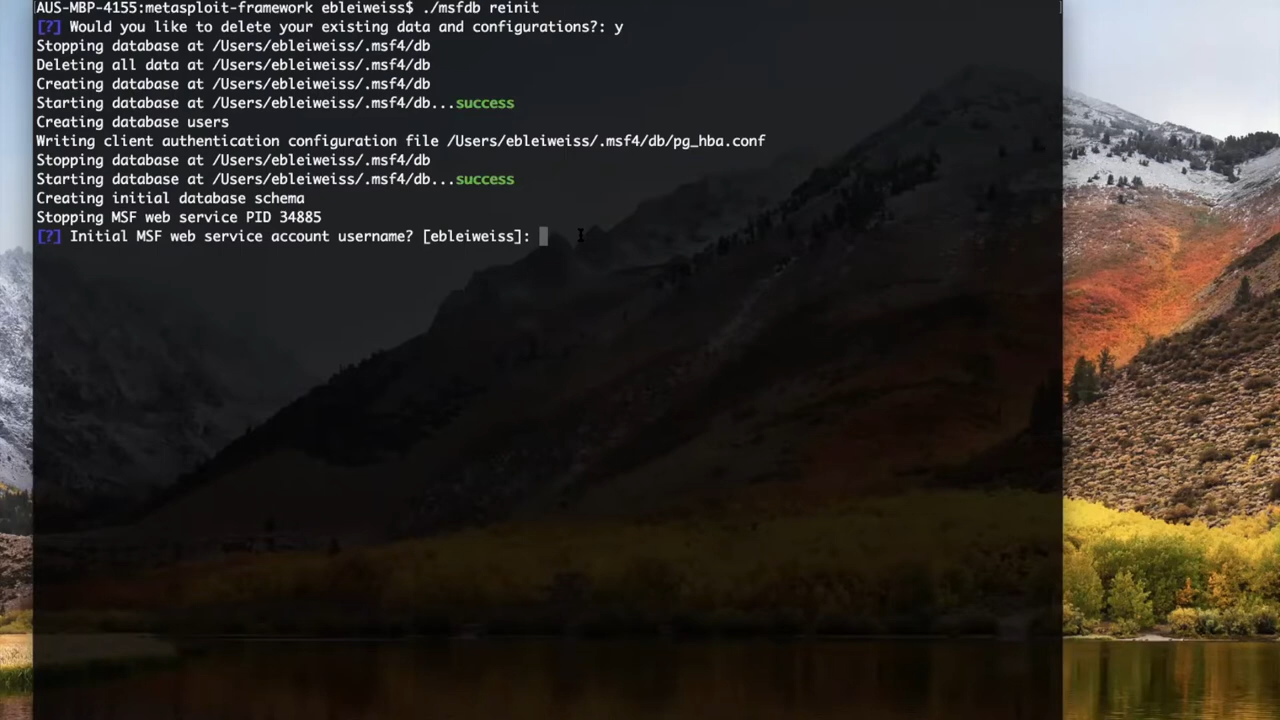 AUS-MBP-4155:metasploit-framework ebleiweiss$ ./msfdb reinit
[?] Would you like to delete your existing data and configurations?: y
Stopping database at /Users/ebleiweiss/.msf4/db
Deleting all data at /Users/ebleiweiss/.msf4/db
Creating database at /Users/ebleiweiss/.msf4/db
Starting database at /Users/ebleiweiss/.msf4/db...success
Creating database users
Writing client authentication configuration file /Users/ebleiweiss/.msf4/db/pg_hba.conf
Stopping database at /Users/ebleiweiss/.msf4/db
Starting database at /Users/ebleiweiss/.msf4/db...success
Creating initial database schema
Stopping MSF web service PID 34885
[?] Initial MSF web service account username? [ebleiweiss]: